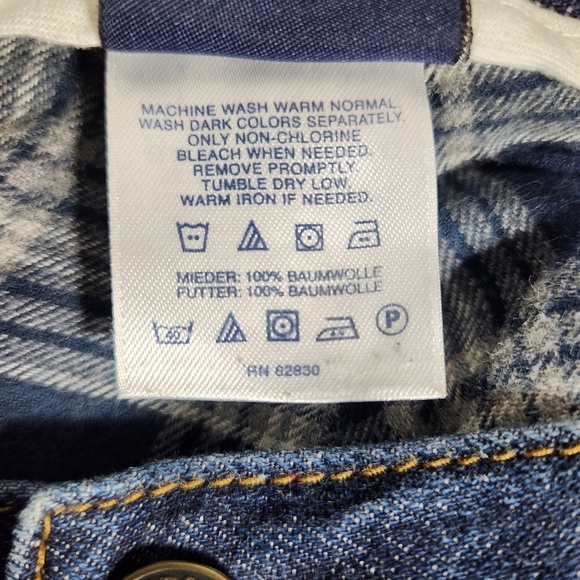 MACHINE WASH WARM NORMAL.
WASH DARK COLORS SEPARATELY.
ONLY NON-CHLORINE
BLEACH WHEN NEEDED.
REMOVE PROMPTLY.
TUMBLE DRY LOW.
WARM IRON IF NEEDED.
MIEDER: 100% BAUMWOLLE
FUTTER: 100% BAUMWOLLE
40 P
RN 62830